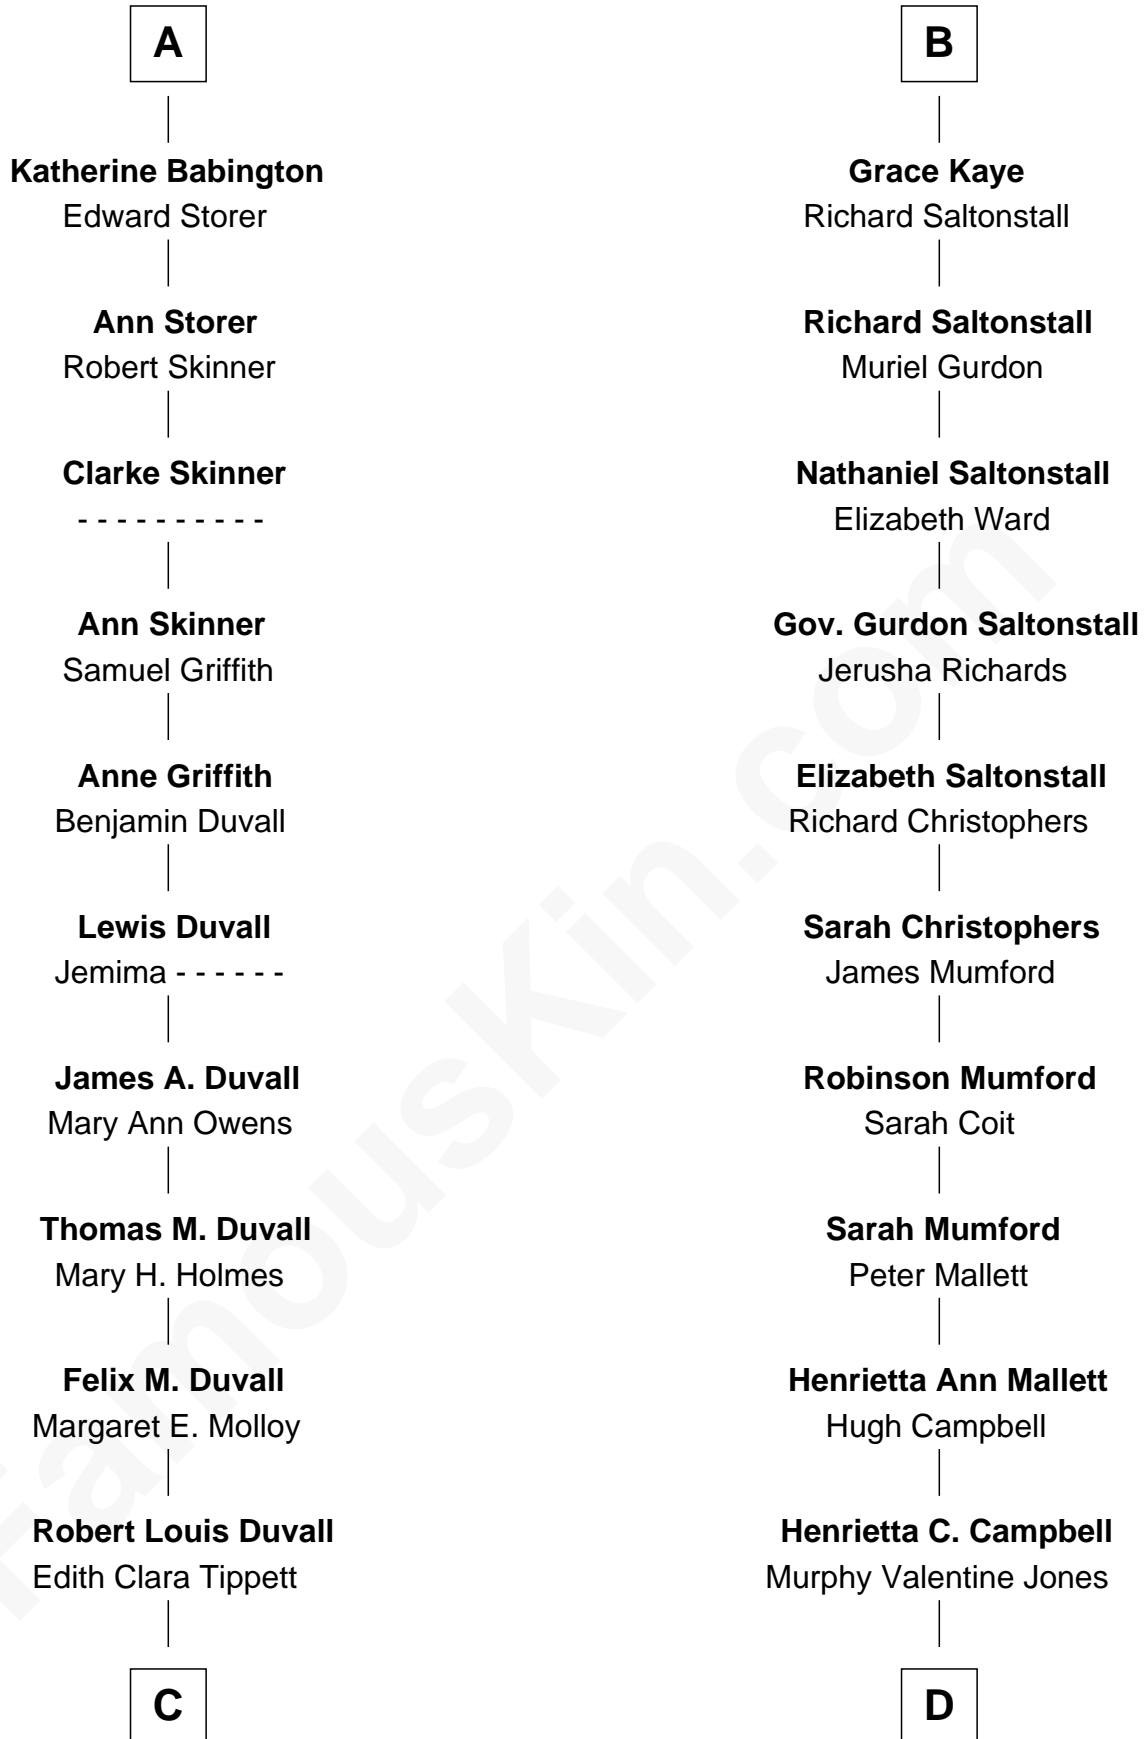 A
Katherine Babington
Edward Storer
Ann Storer
Robert Skinner
Clarke Skinner
- - - - - - - - - -
Ann Skinner
Samuel Griffith
Anne Griffith
Benjamin Duvall
Lewis Duvall
Jemima - - - - - -
James A. Duvall
Mary Ann Owens
Thomas M. Duvall
Mary H. Holmes
Felix M. Duvall
Margaret E. Molloy
Robert Louis Duvall
Edith Clara Tippett
C
B
Grace Kaye
Richard Saltonstall
Richard Saltonstall
Muriel Gurdon
Nathaniel Saltonstall
Elizabeth Ward
Gov. Gurdon Saltonstall
Jerusha Richards
Elizabeth Saltonstall
Richard Christophers
Sarah Christophers
James Mumford
Robinson Mumford
Sarah Coit
Sarah Mumford
Peter Mallett
Henrietta Ann Mallett
Hugh Campbell
Henrietta C. Campbell
Murphy Valentine Jones
D
FamousKin.com